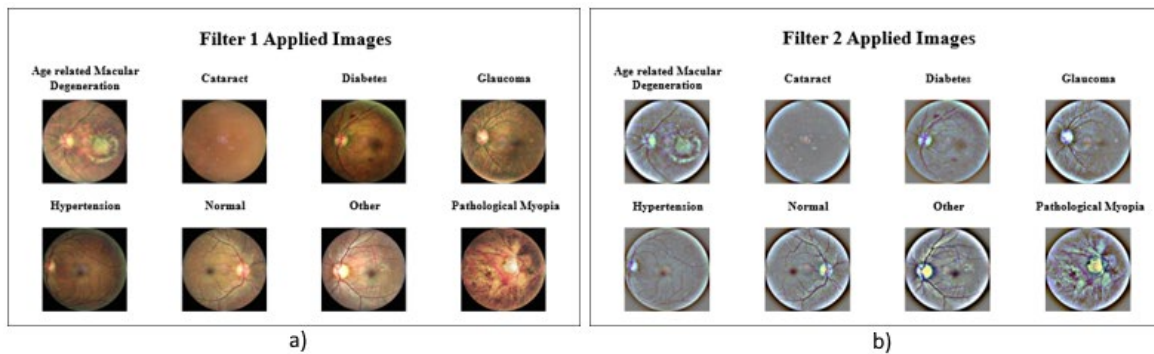 Filter 1 Applied Images
Age related Macular
Degeneration
Cataract
Diabetes
Glaucoma
Hypertension
Normal
Other
Pathological Myopia
a)
Filter 2 Applied Images
Age related Macular
Degeneration
Cataract
Diabetes
Glaucoma
Hypertension
Normal
Other
Pathological Myopia
b)